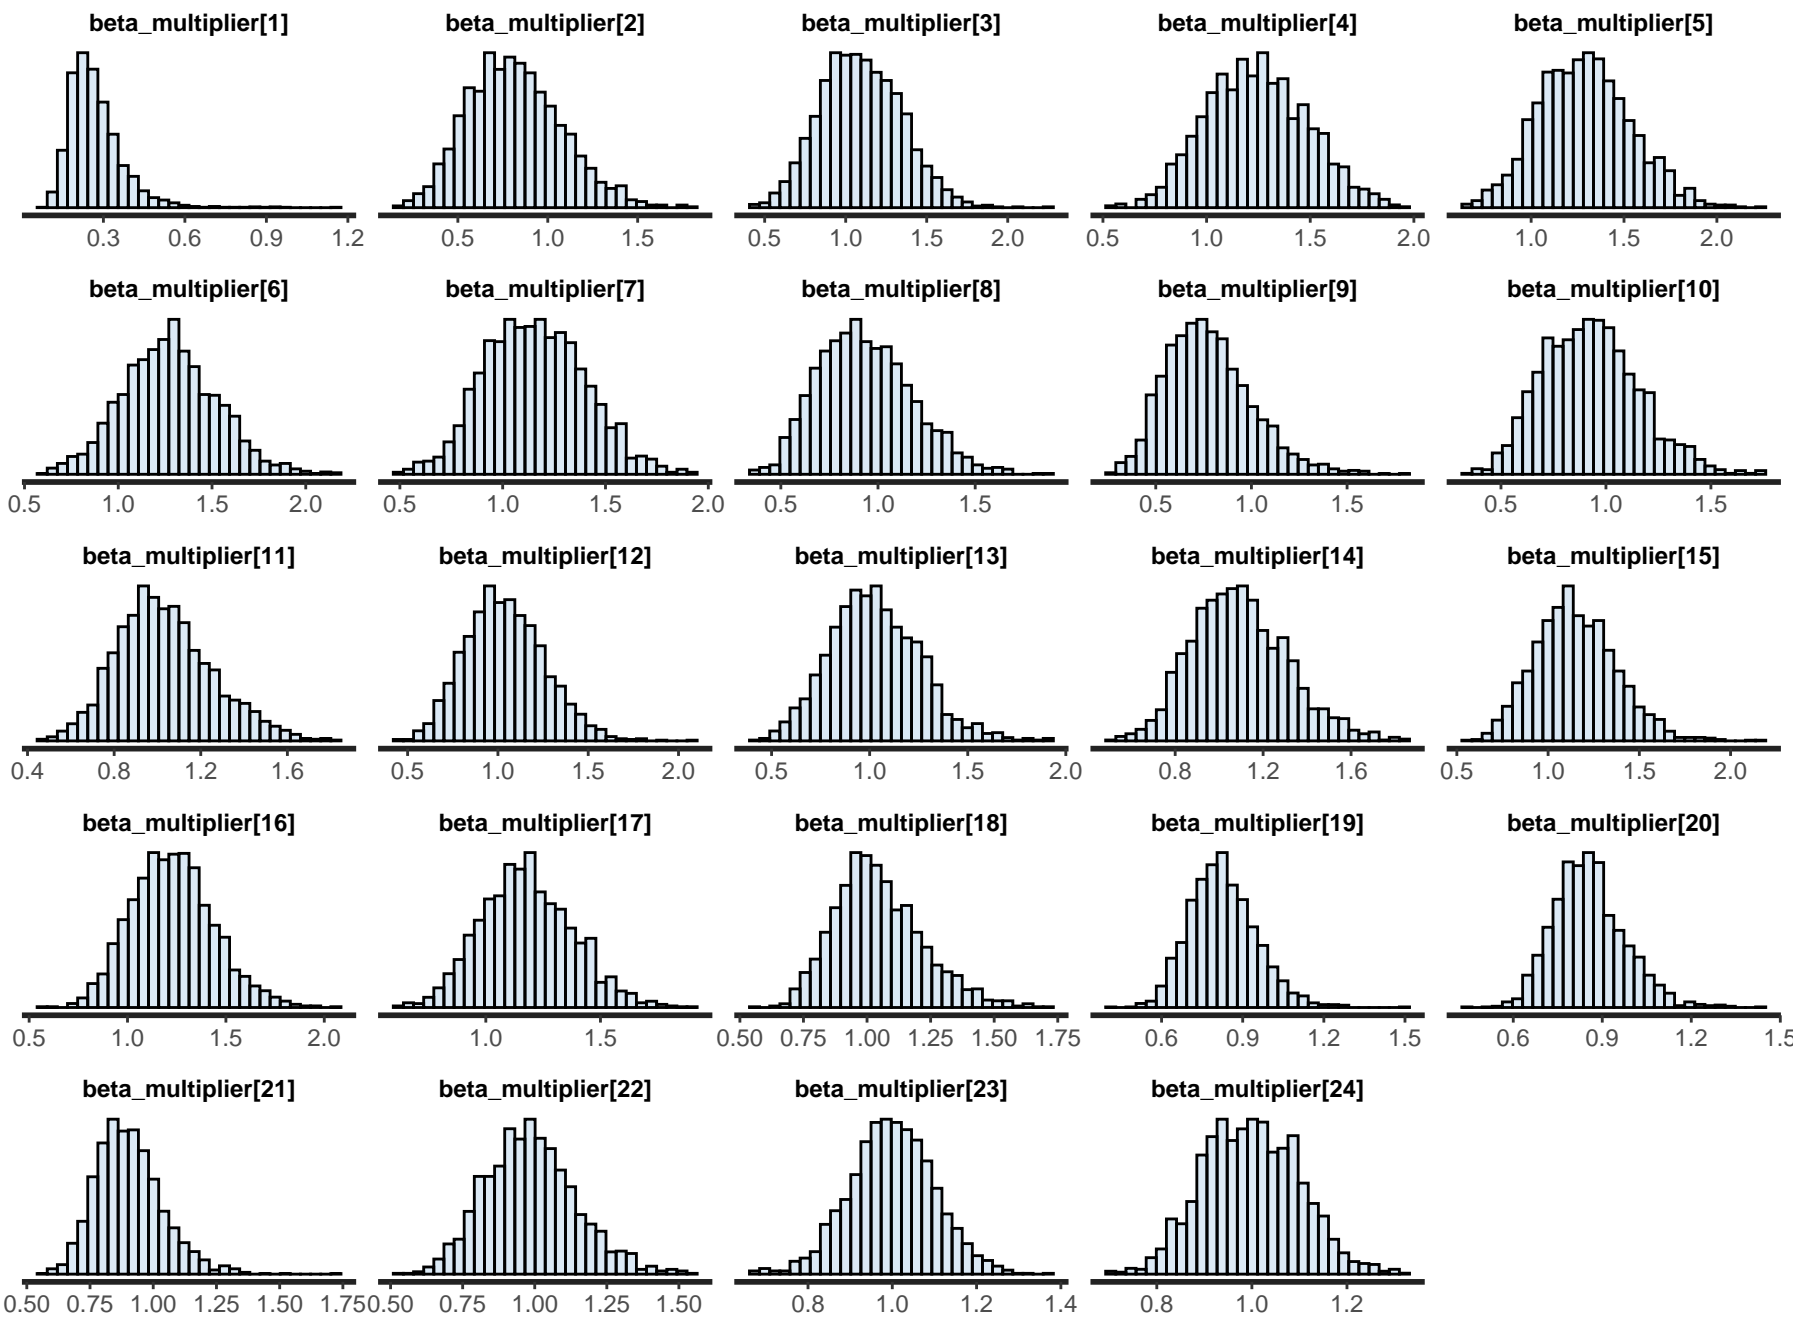 beta_multiplier[1] beta_multiplier[2] beta_multiplier[3] beta_multiplier[4] beta_multiplier[5]
0.3 0.6 0.9 1.2 0.5 1.0 1.5 0.5 1.0 1.5 2.0 0.5 1.0 1.5 2.0 1.0 1.5 2.0
beta_multiplier[6] beta_multiplier[7] beta_multiplier[8] beta_multiplier[9] beta_multiplier[10]
0.5 1.0 1.5 2.0 0.5 1.0 1.5 2.0 0.5 1.0 1.5 0.5 1.0 1.5 0.5 1.0 1.5
beta_multiplier[11] beta_multiplier[12] beta_multiplier[13] beta_multiplier[14] beta_multiplier[15]
0.4 0.8 1.2 1.6 0.5 1.0 1.5 2.0 0.5 1.0 1.5 2.0 0.8 1.2 1.6 0.5 1.0 1.5 2.0
beta_multiplier[16] beta_multiplier[17] beta_multiplier[18] beta_multiplier[19] beta_multiplier[20]
0.5 1.0 1.5 2.0 1.0 1.5 0.50 0.75 1.00 1.25 1.50 1.75 0.6 0.9 1.2 1.5 0.6 0.9 1.2 1.5
beta_multiplier[21] beta_multiplier[22] beta_multiplier[23] beta_multiplier[24]
0.50 0.75 1.00 1.25 1.50 1.75 0.50 0.75 1.00 1.25 1.50 0.8 1.0 1.2 1.4 0.8 1.0 1.2